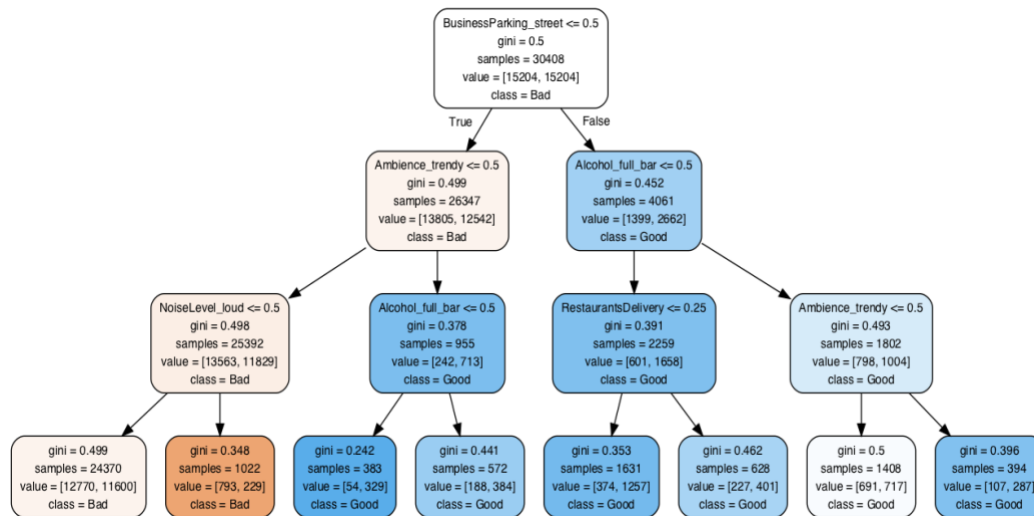 BusinessParking_street <= 0.5
gini = 0.5
samples = 30408
value = [15204, 15204]
class = Bad
True
False
Ambience_trendy <= 0.5
gini = 0.499
samples = 26347
value = [13805, 12542]
class = Bad
Alcohol_full_bar <= 0.5
gini = 0.452
samples = 4061
value = [1399, 2662]
class = Good
NoiseLevel_loud <= 0.5
gini = 0.498
samples = 25392
value = [13563, 11829]
class = Bad
Alcohol_full_bar <= 0.5
gini = 0.378
samples = 955
value = [242, 713]
class = Good
RestaurantsDelivery <= 0.25
gini = 0.391
samples = 2259
value = [601, 1658]
class = Good
Ambience_trendy <= 0.5
gini = 0.493
samples = 1802
value = [798, 1004]
class = Good
gini = 0.499
samples = 24370
value = [12770, 11600]
class = Bad
gini = 0.348
samples = 1022
value = [793, 229]
class = Bad
gini = 0.242
samples = 383
value = [54, 329]
class = Good
gini = 0.441
samples = 572
value = [188, 384]
class = Good
gini = 0.353
samples = 1631
value = [374, 1257]
class = Good
gini = 0.462
samples = 628
value = [227, 401]
class = Good
gini = 0.5
samples = 1408
value = [691, 717]
class = Good
gini = 0.396
samples = 394
value = [107, 287]
class = Good